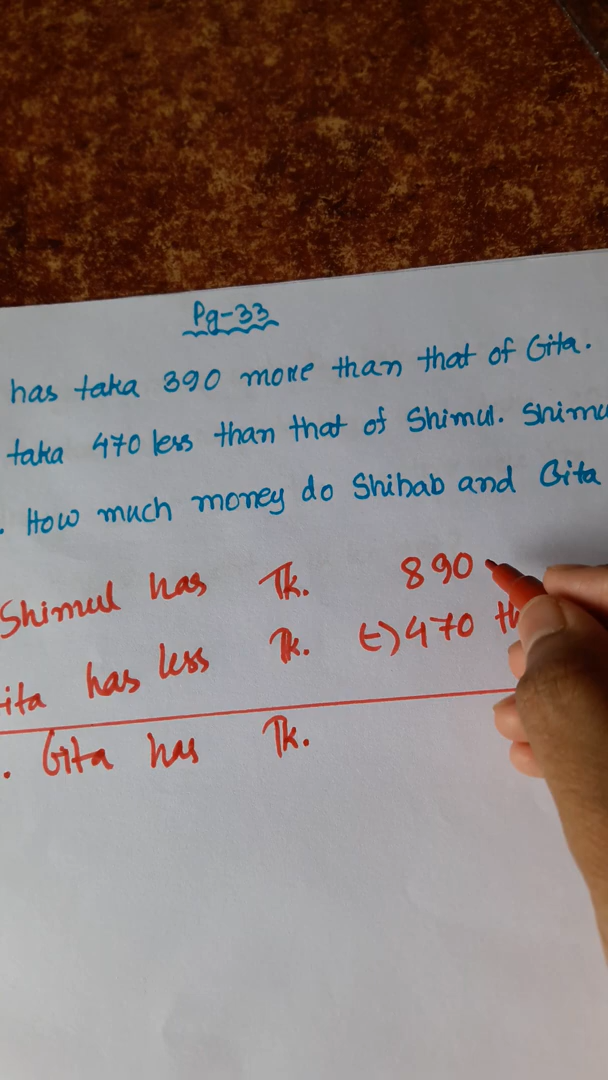 Pg-33
has taka 390 more than that of Gita.
taka 470 less than that of Shimul. Shimu
. How much money do Shihab and Gita
Shimul has Tk. 890
ita has less Tk. (-) 470 th
. Gita has Tk.